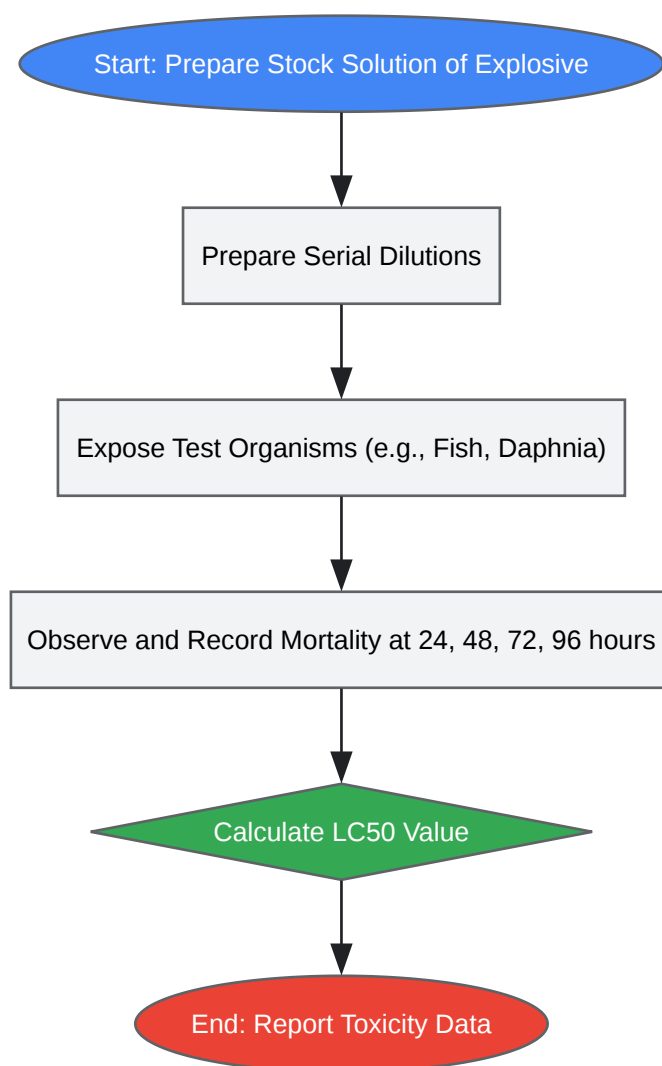 Start: Prepare Stock Solution of Explosive
Prepare Serial Dilutions
Expose Test Organisms (e.g., Fish, Daphnia)
Observe and Record Mortality at 24, 48, 72, 96 hours
Calculate LC50 Value
End: Report Toxicity Data